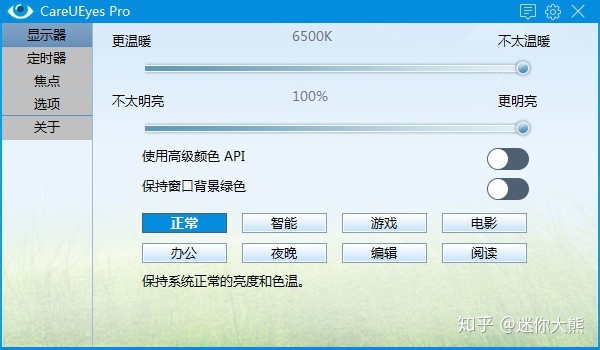 CareUEyes Pro
显示器
定时器
焦点
选项
关于
更温暖 6500K 不太温暖
不太明亮 100% 更明亮
使用高级颜色 API
保持窗口背景绿色
正常 智能 游戏 电影
办公 夜晚 编辑 阅读
保持系统正常的亮度和色温。
知乎 @迷你大熊